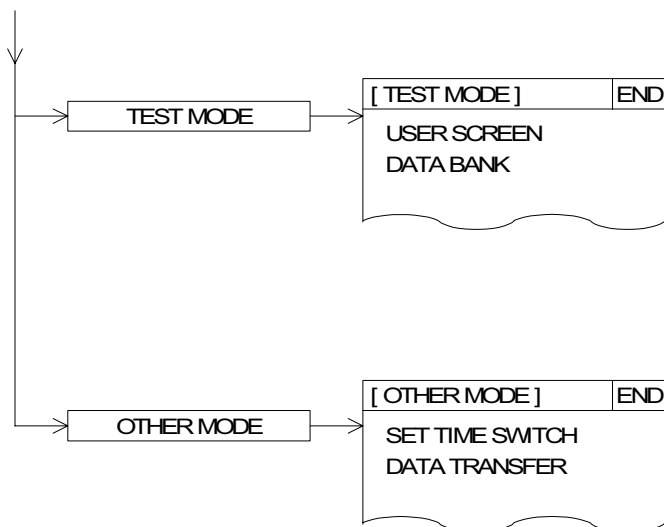 TEST MODE
[ TEST MODE ] END
USER SCREEN
DATA BANK
OTHER MODE
[ OTHER MODE ] END
SET TIME SWITCH
DATA TRANSFER